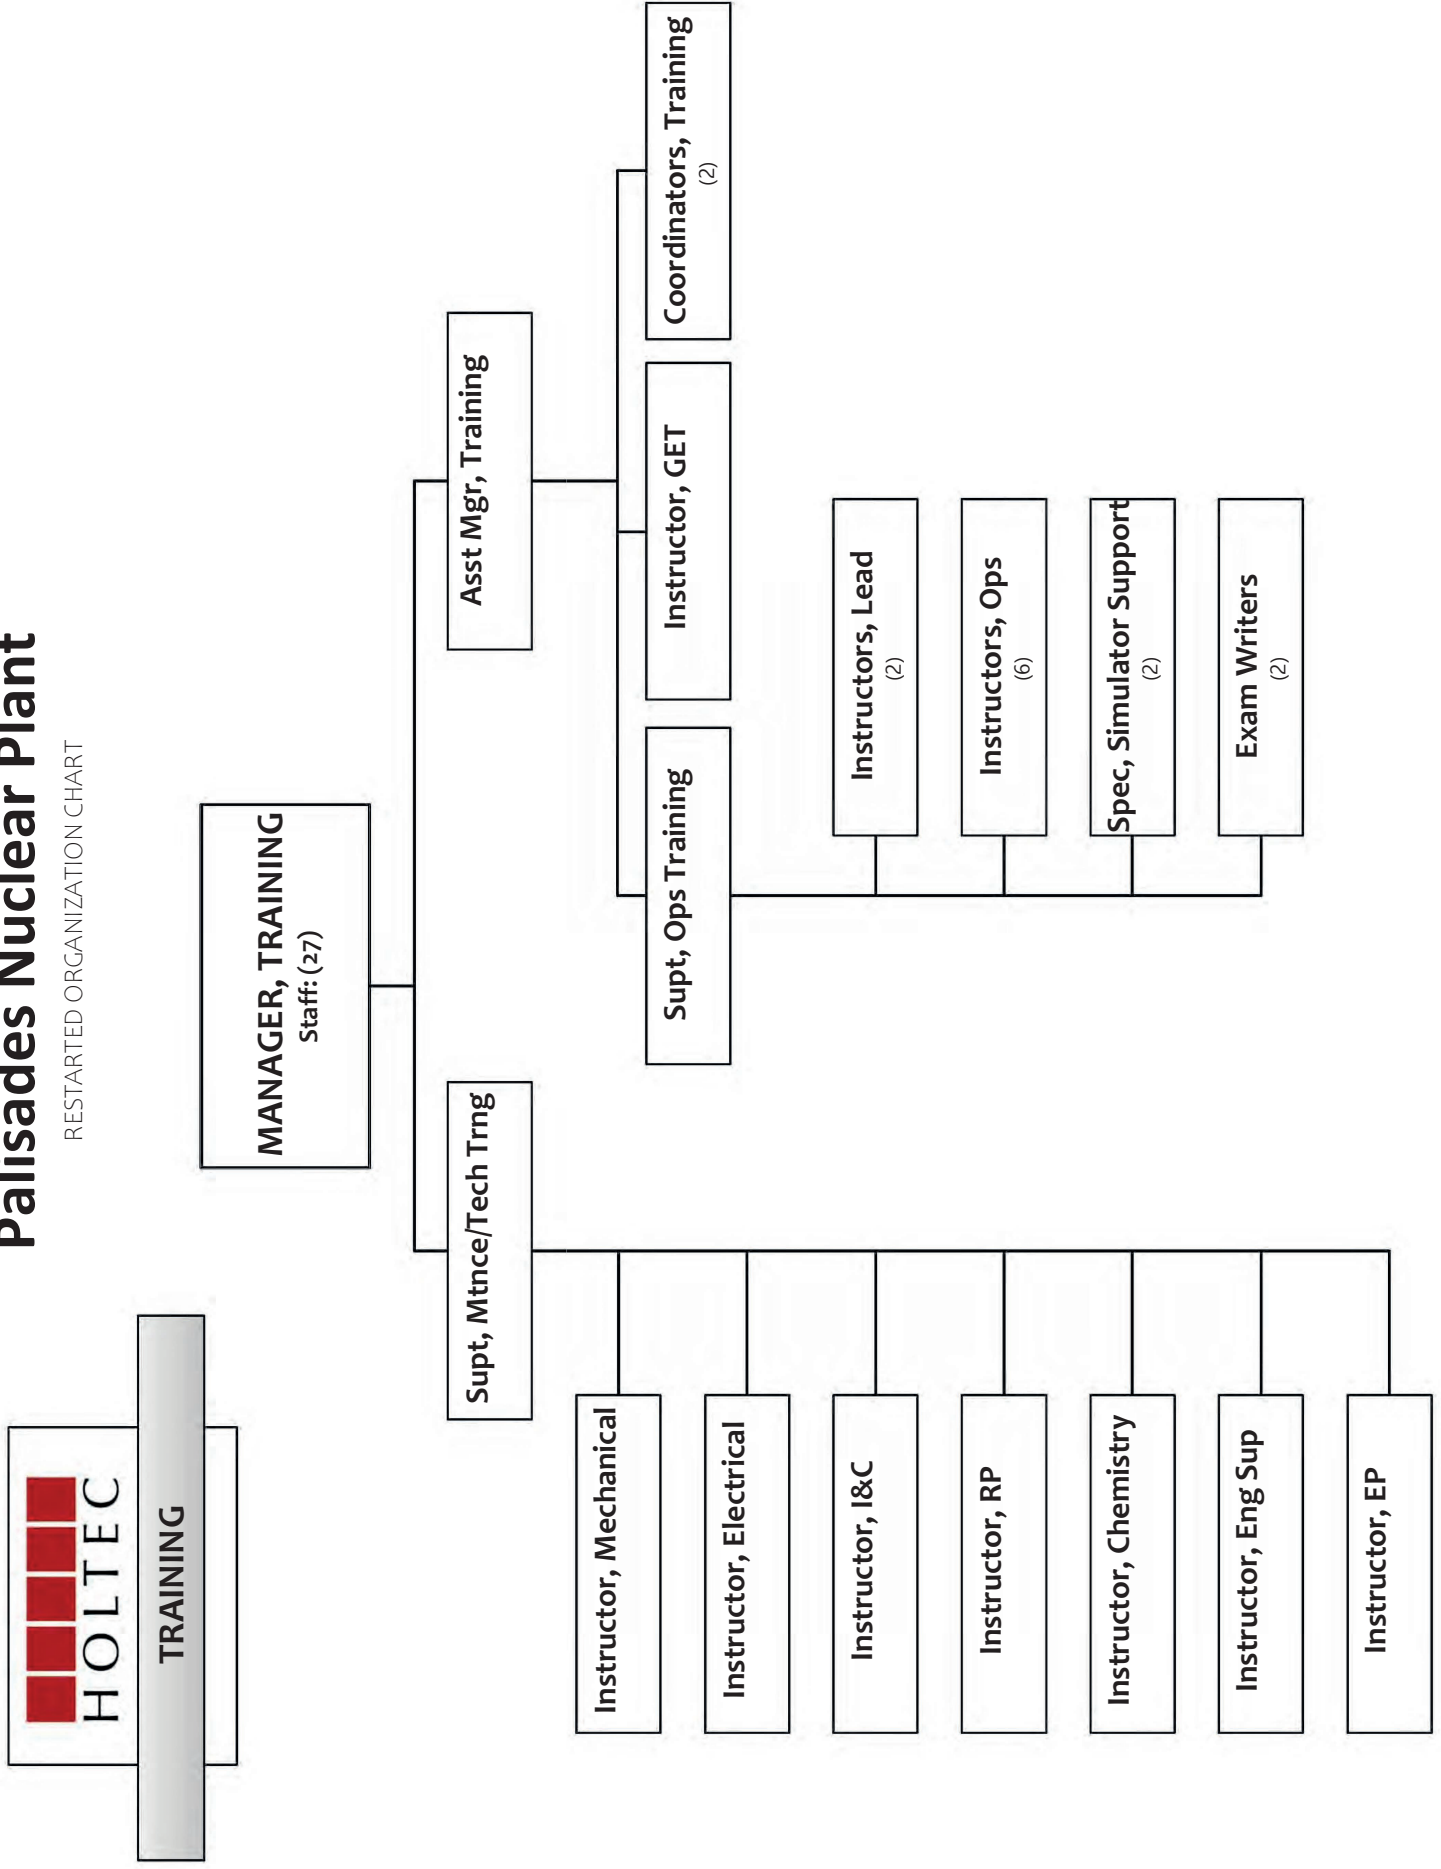 Palisades Nuclear Plant
RESTARTED ORGANIZATION CHART
HOLTEC
TRAINING
MANAGER, TRAINING
Staff: (27)
Supt, Mtnce/Tech Trng
Asst Mgr, Training
Instructor, Mechanical
Instructor, Electrical
Instructor, I&C
Instructor, RP
Instructor, Chemistry
Instructor, Eng Sup
Instructor, EP
Supt, Ops Training
Instructor, GET
Coordinators, Training
(2)
Instructors, Lead
(2)
Instructors, Ops
(6)
Spec, Simulator Support
(2)
Exam Writers
(2)